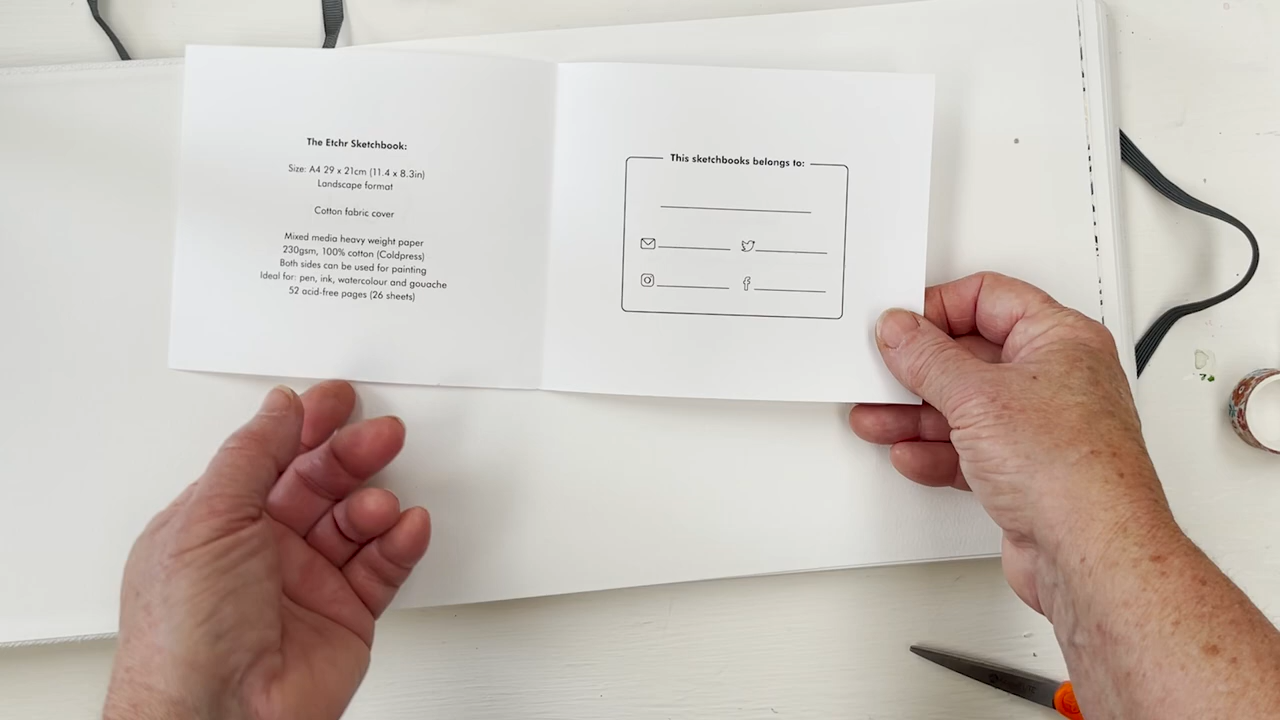 The Etchr Sketchbook:
Size: A4 29 x 21cm (11.4 x 8.3in)
Landscape format
Cotton fabric cover
Mixed media heavy weight paper
230gsm, 100% cotton (Coldpress)
Both sides can be used for painting
Ideal for: pen, ink, watercolour and gouache
52 acid-free pages (26 sheets)
This sketchbooks belongs to: